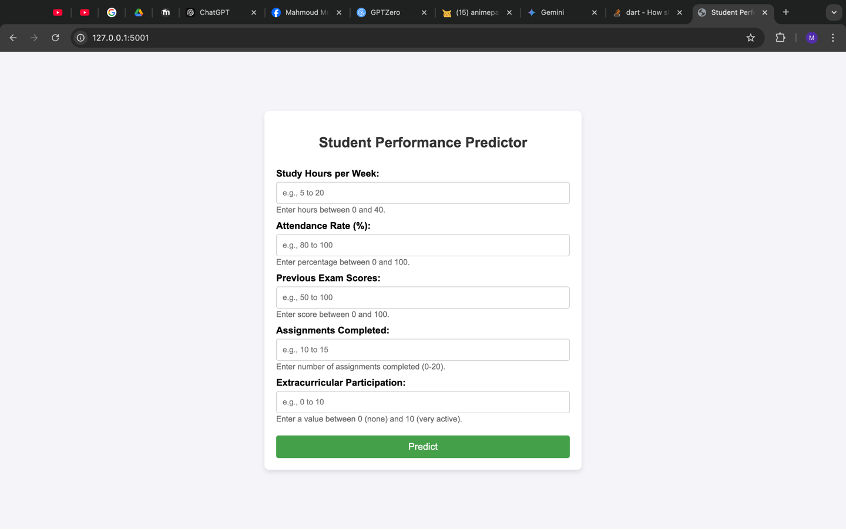 ChatGPT
Mahmoud M
GPTZero
(15) animepa
Gemini
dart - How s
Student Perf
127.0.0.1:5001
M
Student Performance Predictor
Study Hours per Week:
e.g., 5 to 20
Enter hours between 0 and 40.
Attendance Rate (%):
e.g., 80 to 100
Enter percentage between 0 and 100.
Previous Exam Scores:
e.g., 50 to 100
Enter score between 0 and 100.
Assignments Completed:
e.g., 10 to 15
Enter number of assignments completed (0-20).
Extracurricular Participation:
e.g., 0 to 10
Enter a value between 0 (none) and 10 (very active).
Predict